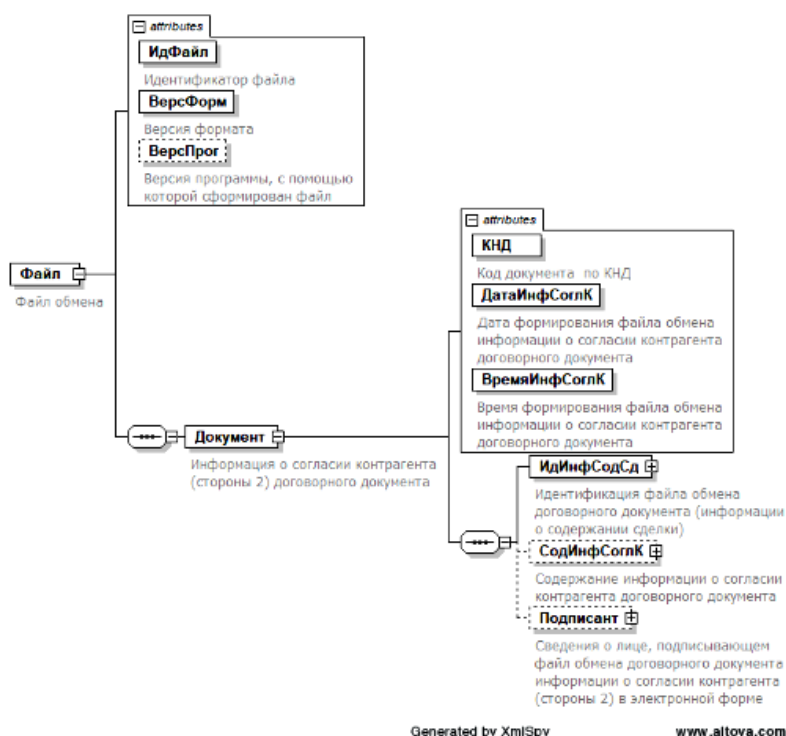 attributes
ИдФайл
Идентификатор файла
ВерсФорм
Версия формата
ВерсПрог
Версия программы, с помощью
которой сформирован файл
Файл
Файл обмена
attributes
КНД
Код документа по КНД
ДатаИнфСоглК
Дата формирования файла обмена
информации о согласии контрагента
договорного документа
ВремяИнфСоглК
Время формирования файла обмена
информации о согласии контрагента
договорного документа
Документ
Информация о согласии контрагента
(стороны 2) договорного документа
ИдИнфСодСд
Идентификация файла обмена
договорного документа (информации
о содержании сделки)
СодИнфСоглК
Содержание информации о согласии
контрагента договорного документа
Подписант
Сведения о лице, подписывающем
файл обмена договорного документа
информации о согласии контрагента
(стороны 2) в электронной форме
Generated by XmlSpy
www.altova.com